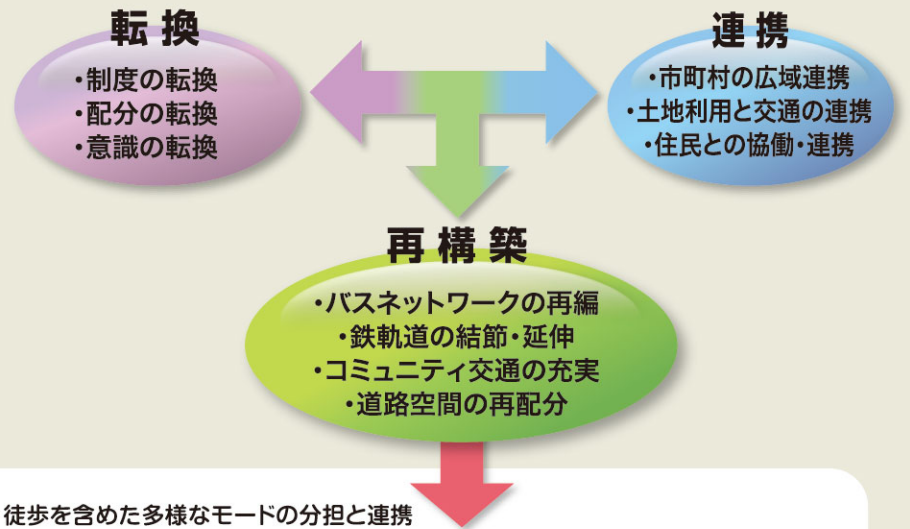 転換
・制度の転換
・配分の転換
・意識の転換
連携
・市町村の広域連携
・土地利用と交通の連携
・住民との協働・連携
再構築
・バスネットワークの再編
・鉄軌道の結節・延伸
・コミュニティ交通の充実
・道路空間の再配分
徒歩を含めた多様なモードの分担と連携